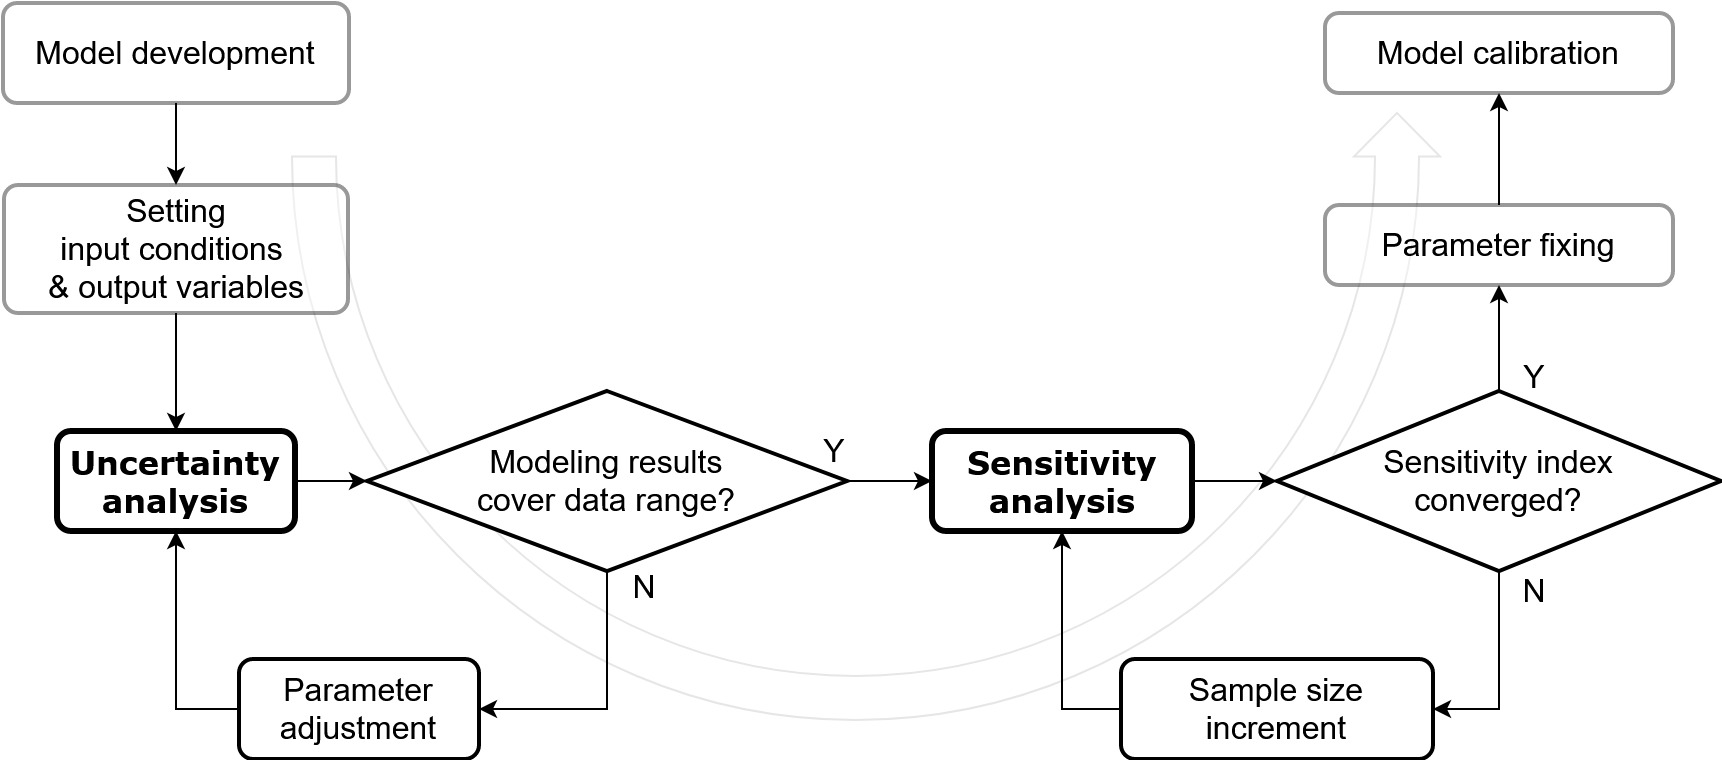 Model development
Setting
input conditions
& output variables
Uncertainty
analysis
Modeling results
cover data range?
Y
N
Parameter
adjustment
Sensitivity
analysis
Sensitivity index
converged?
Y
N
Sample size
increment
Parameter fixing
Model calibration